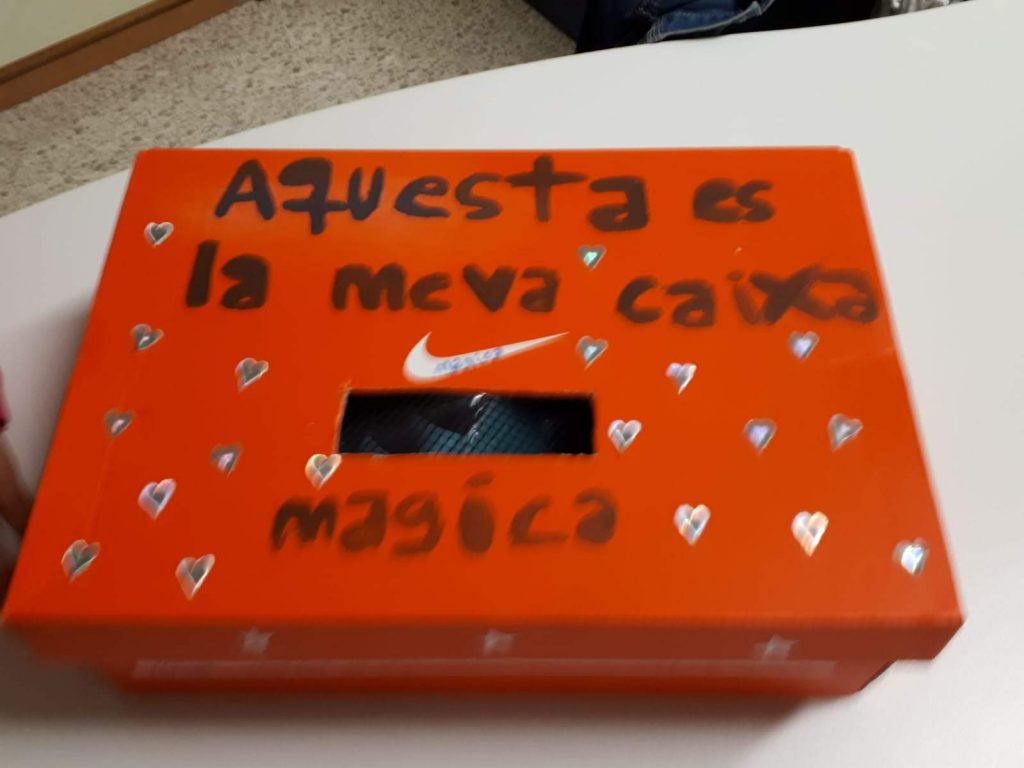 Aquesta es
la meva caixa
magica